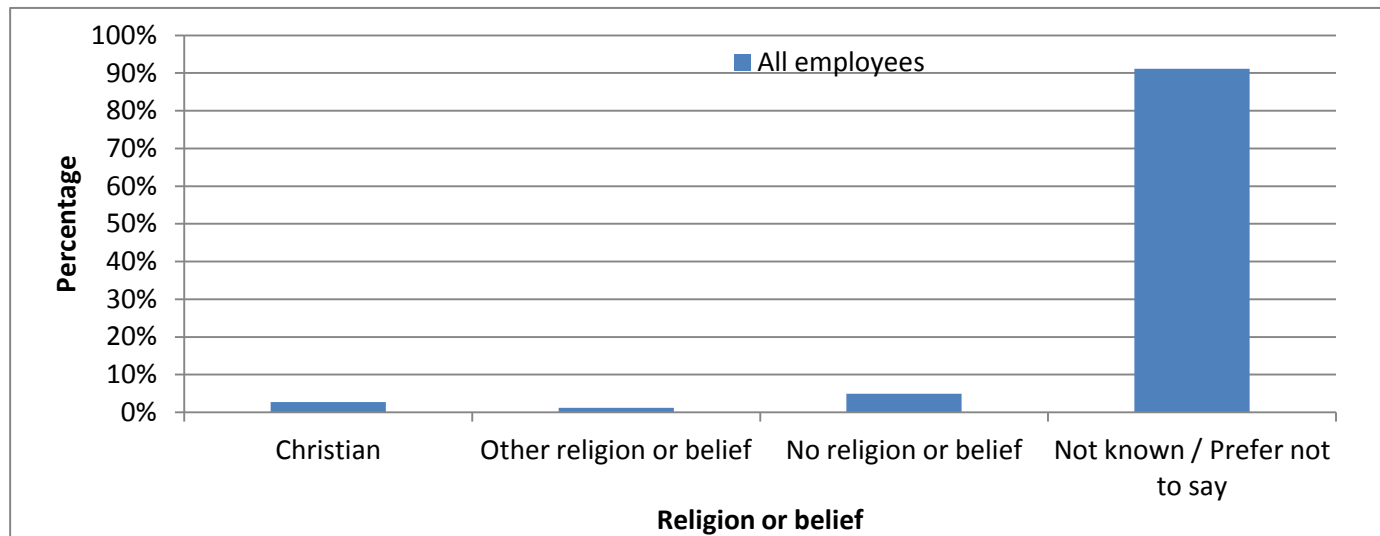 100%
90%
80%
70%
60%
50%
40%
30%
20%
10%
0%
Percentage
All employees
Christian
Other religion or belief
No religion or belief
Not known / Prefer not
to say
Religion or belief